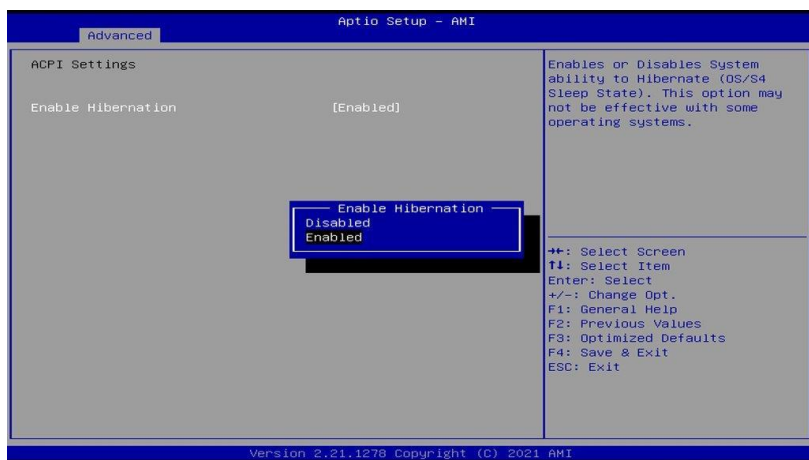 Aptio Setup – AMI
Advanced
ACPI Settings
Enable Hibernation [Enabled]
Enables or Disables System
ability to Hibernate (OS/S4
Sleep State). This option may
not be effective with some
operating systems.
Enable Hibernation
Disabled
Enabled
→←: Select Screen
↑↓: Select Item
Enter: Select
+/-: Change Opt.
F1: General Help
F2: Previous Values
F3: Optimized Defaults
F4: Save & Exit
ESC: Exit
Version 2.21.1278 Copyright (C) 2021 AMI